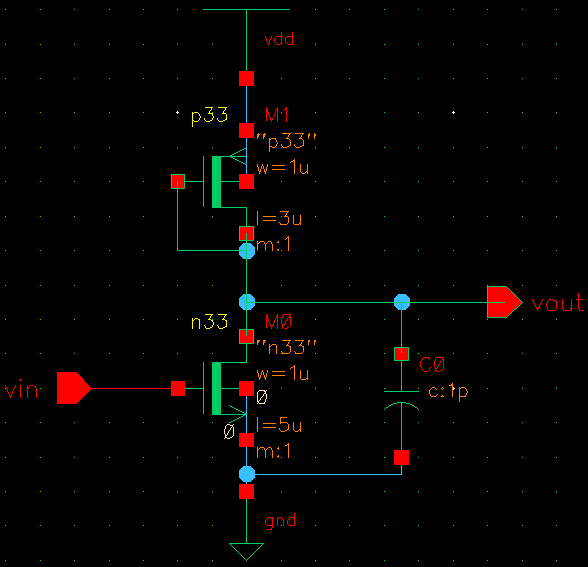 vdd
p33
M1
"p33"
w=1u
l=3u
m:1
vout
n33
M0
"n33"
w=1u
C0
c:1p
vin
0
0
l=5u
m:1
gnd